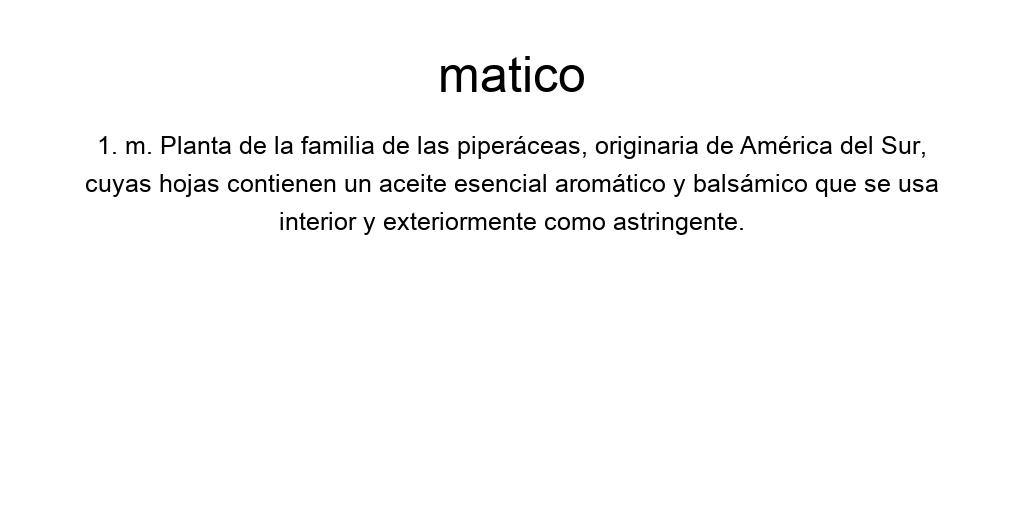 matico
1. m. Planta de la familia de las piperáceas, originaria de América del Sur,
cuyas hojas contienen un aceite esencial aromático y balsámico que se usa
interior y exteriormente como astringente.